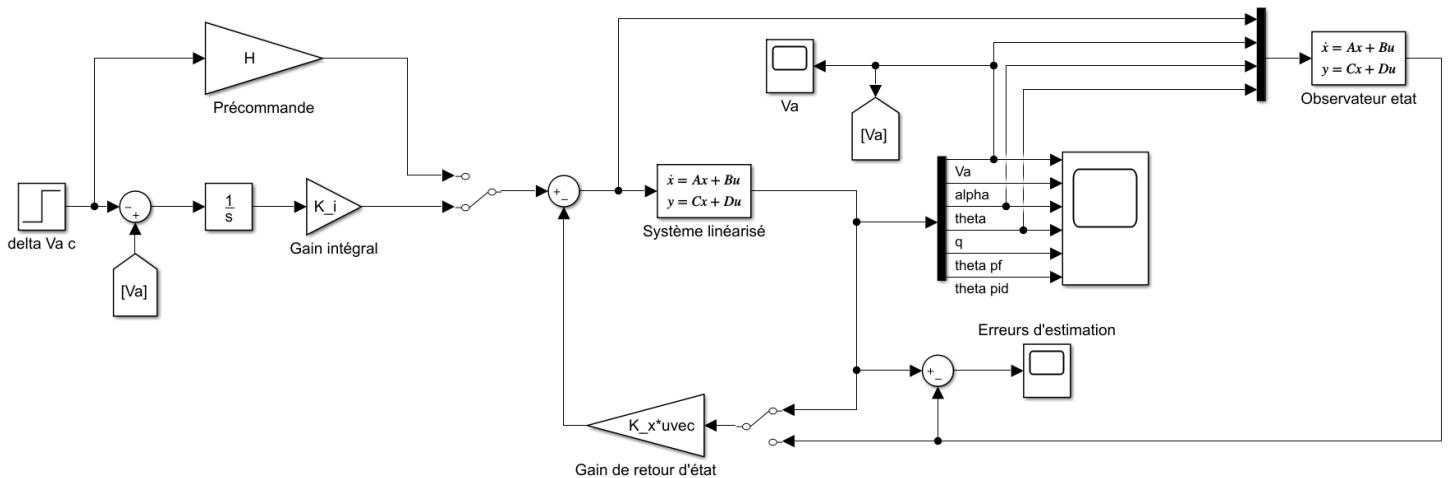 H
Précommande
delta Va c
− +
[Va]
1
s
K_i
Gain intégral
+ −
ẋ = Ax + Bu
y = Cx + Du
Système linéarisé
Va
[Va]
Va
alpha
theta
q
theta pf
theta pid
ẋ = Ax + Bu
y = Cx + Du
Observateur etat
Erreurs d'estimation
+ −
K_x*uvec
Gain de retour d'état